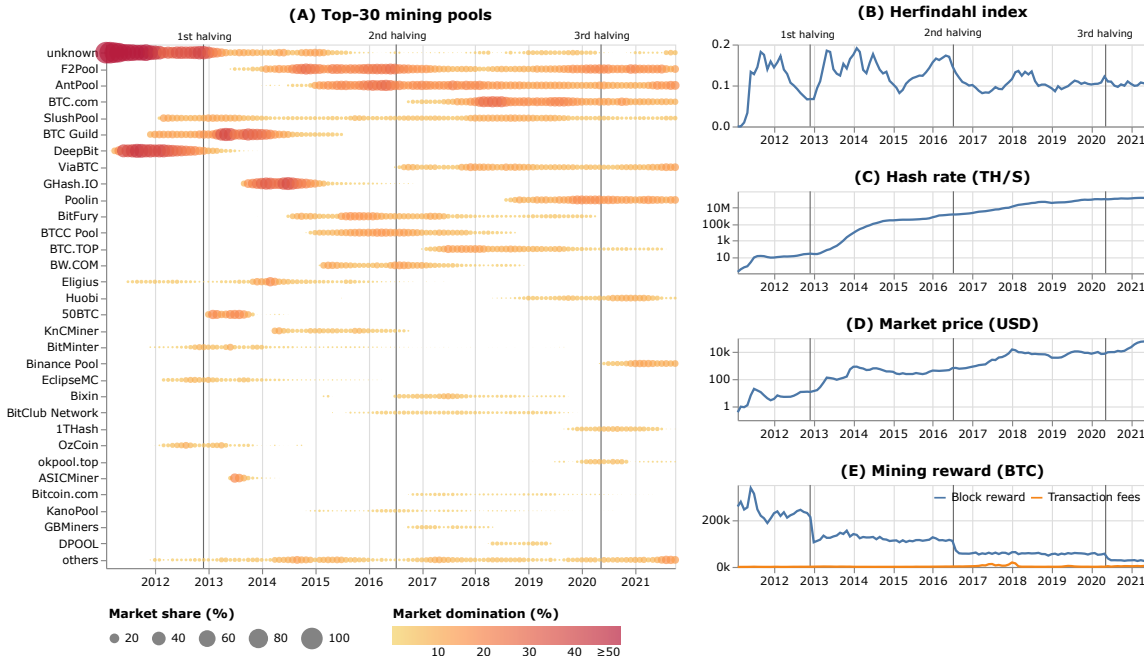 (A) Top-30 mining pools
1st halving 2nd halving 3rd halving
unknown
F2Pool
AntPool
BTC.com
SlushPool
BTC Guild
DeepBit
ViaBTC
GHash.IO
Poolin
BitFury
BTCC Pool
BTC.TOP
BW.COM
Eligius
Huobi
50BTC
KnCMiner
BitMinter
Binance Pool
EclipseMC
Bixin
BitClub Network
1THash
OzCoin
okpool.top
ASICMiner
Bitcoin.com
KanoPool
GBMiners
DPOOL
others
2012 2013 2014 2015 2016 2017 2018 2019 2020 2021
Market share (%)
20 40 60 80 100
Market domination (%)
10 20 30 40 ≥50
(B) Herfindahl index
1st halving 2nd halving 3rd halving
0.2
0.1
0.0
2012 2013 2014 2015 2016 2017 2018 2019 2020 2021
(C) Hash rate (TH/S)
10M
100k
1k
10
2012 2013 2014 2015 2016 2017 2018 2019 2020 2021
(D) Market price (USD)
10k
100
1
2012 2013 2014 2015 2016 2017 2018 2019 2020 2021
(E) Mining reward (BTC)
Block reward Transaction fees
200k
0k
2012 2013 2014 2015 2016 2017 2018 2019 2020 2021